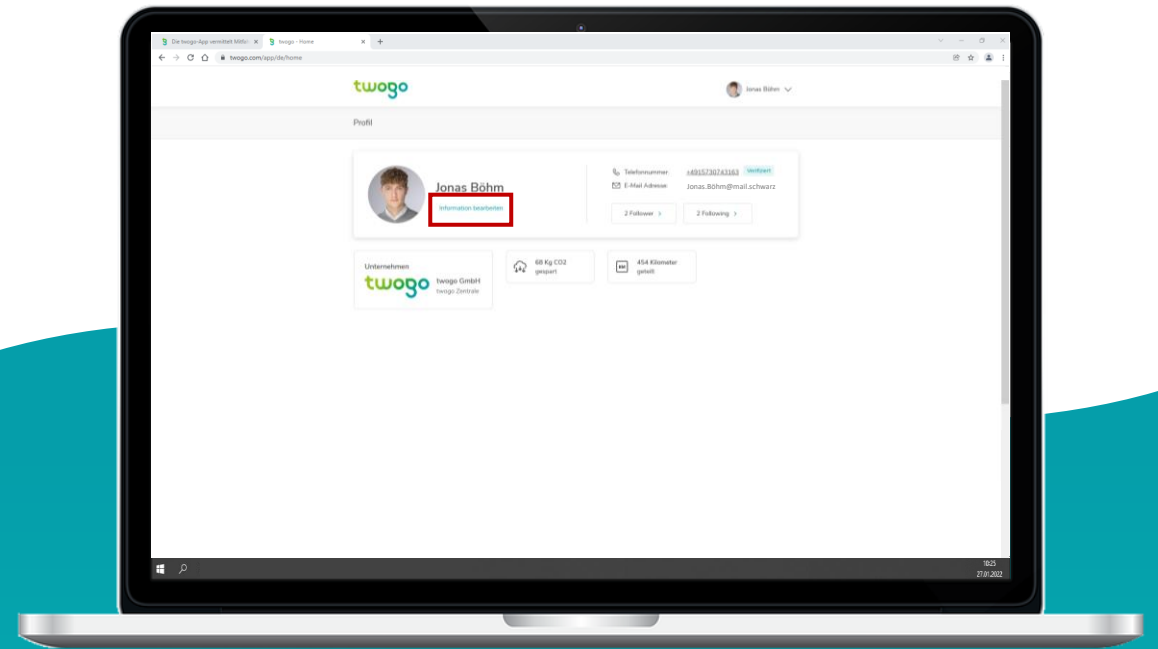 Die twogo-App vermittelt Mitfa
twogo - Home
twogo.com/app/de/home
twogo
Jonas Böhm
Profil
Jonas Böhm
Information bearbeiten
Telefonnummer: +4915730743163 Verifiziert
E-Mail Adresse: Jonas.Böhm@mail.schwarz
2 Follower
2 Following
Unternehmen
twogo
twogo GmbH
twogo Zentrale
68 Kg CO2
gespart
KM
454 Kilometer
geteilt
10:25
27.01.2022